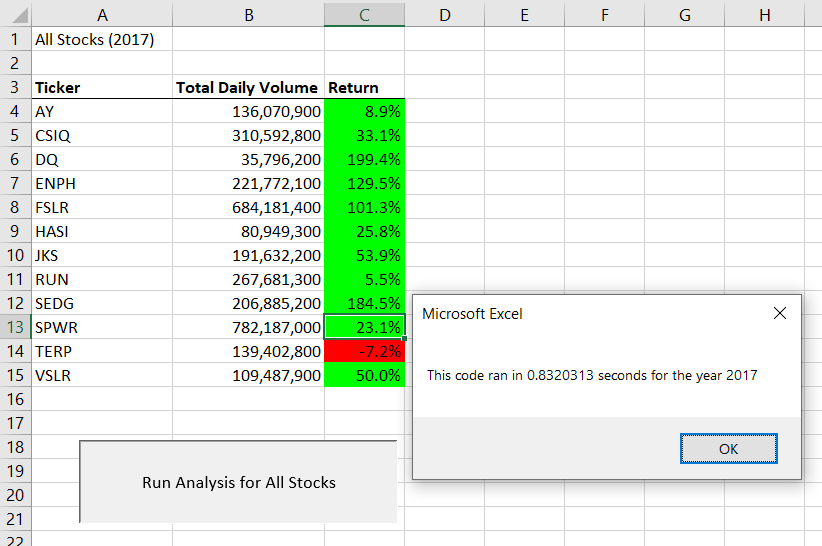 A B C D E F G H
1 All Stocks (2017)
2
3 Ticker Total Daily Volume Return
4 AY 136,070,900 8.9%
5 CSIQ 310,592,800 33.1%
6 DQ 35,796,200 199.4%
7 ENPH 221,772,100 129.5%
8 FSLR 684,181,400 101.3%
9 HASI 80,949,300 25.8%
10 JKS 191,632,200 53.9%
11 RUN 267,681,300 5.5%
12 SEDG 206,885,200 184.5%
13 SPWR 782,187,000 23.1%
14 TERP 139,402,800 -7.2%
15 VSLR 109,487,900 50.0%
16
17
18
19
20
21
22
Run Analysis for All Stocks
Microsoft Excel
This code ran in 0.8320313 seconds for the year 2017
OK